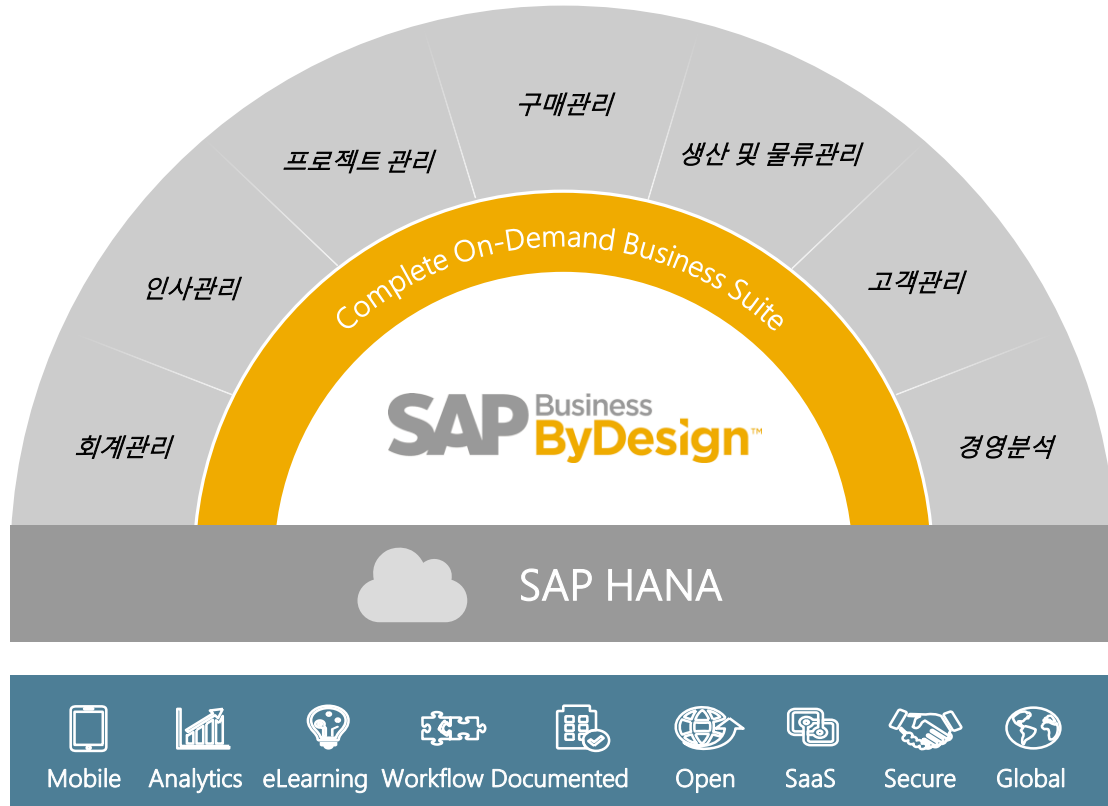 구매관리
프로젝트 관리
생산 및 물류관리
인사관리
고객관리
회계관리
경영분석
Complete On-Demand Business Suite
SAP Business ByDesign™
SAP HANA
Mobile Analytics eLearning Workflow Documented Open SaaS Secure Global